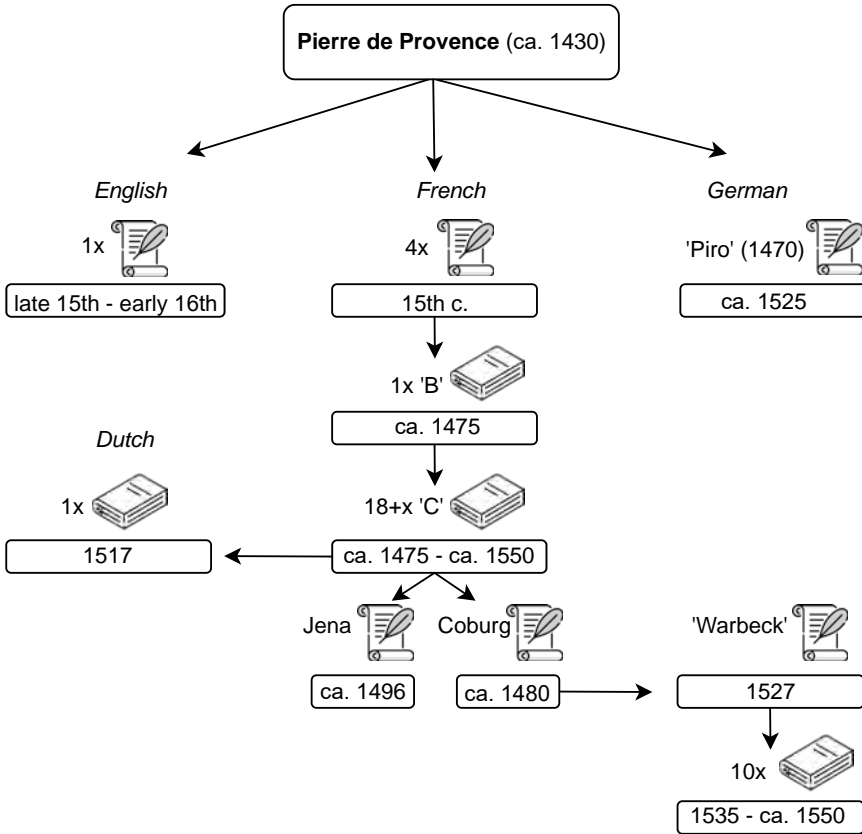 Pierre de Provence (ca. 1430)
English
French
German
1x
4x
'Piro' (1470)
late 15th - early 16th
15th c.
ca. 1525
1x 'B'
ca. 1475
Dutch
1x
18+x 'C'
1517
ca. 1475 - ca. 1550
Jena
Coburg
'Warbeck'
ca. 1496
ca. 1480
1527
10x
1535 - ca. 1550